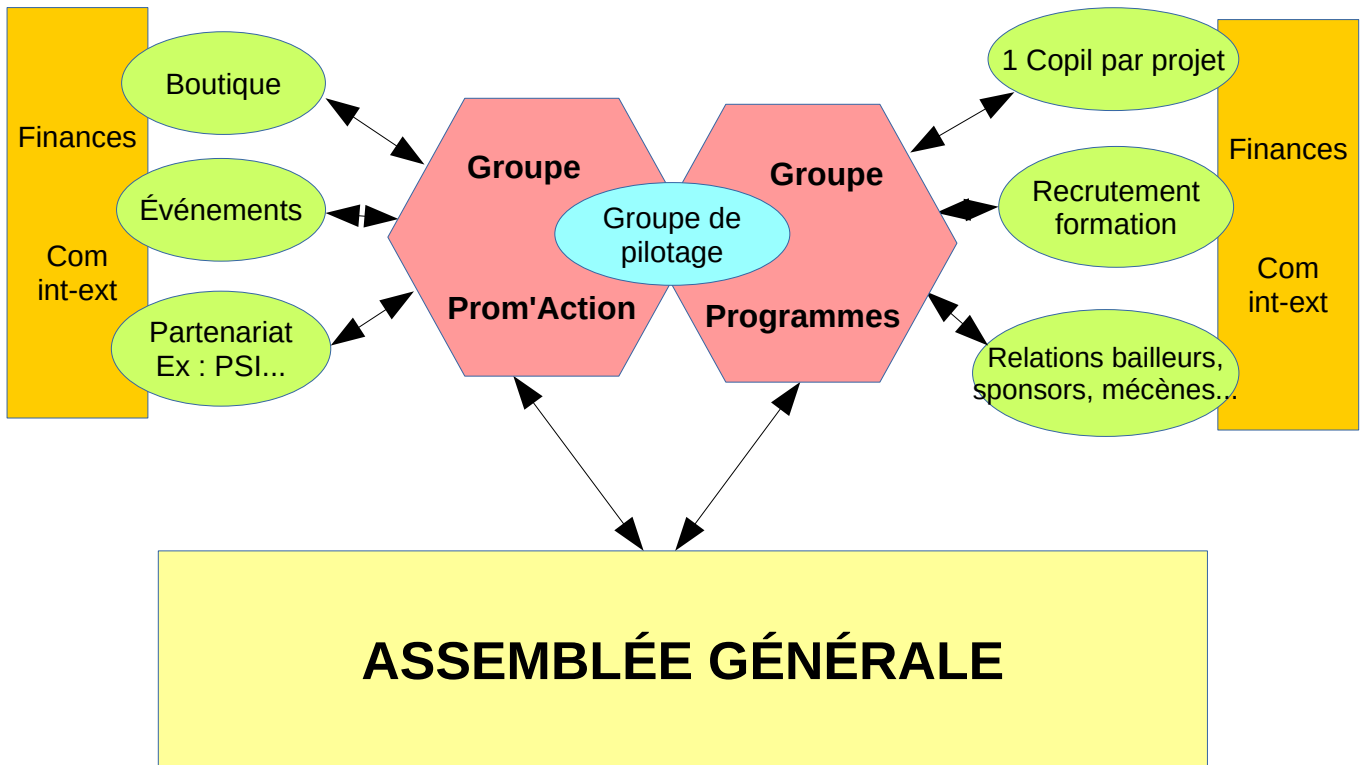 Finances
Com
int-ext
Boutique
Événements
Partenariat
Ex : PSI...
Groupe
Prom'Action
Groupe de
pilotage
Groupe
Programmes
1 Copil par projet
Recrutement
formation
Relations bailleurs,
sponsors, mécènes...
Finances
Com
int-ext
ASSEMBLÉE GÉNÉRALE